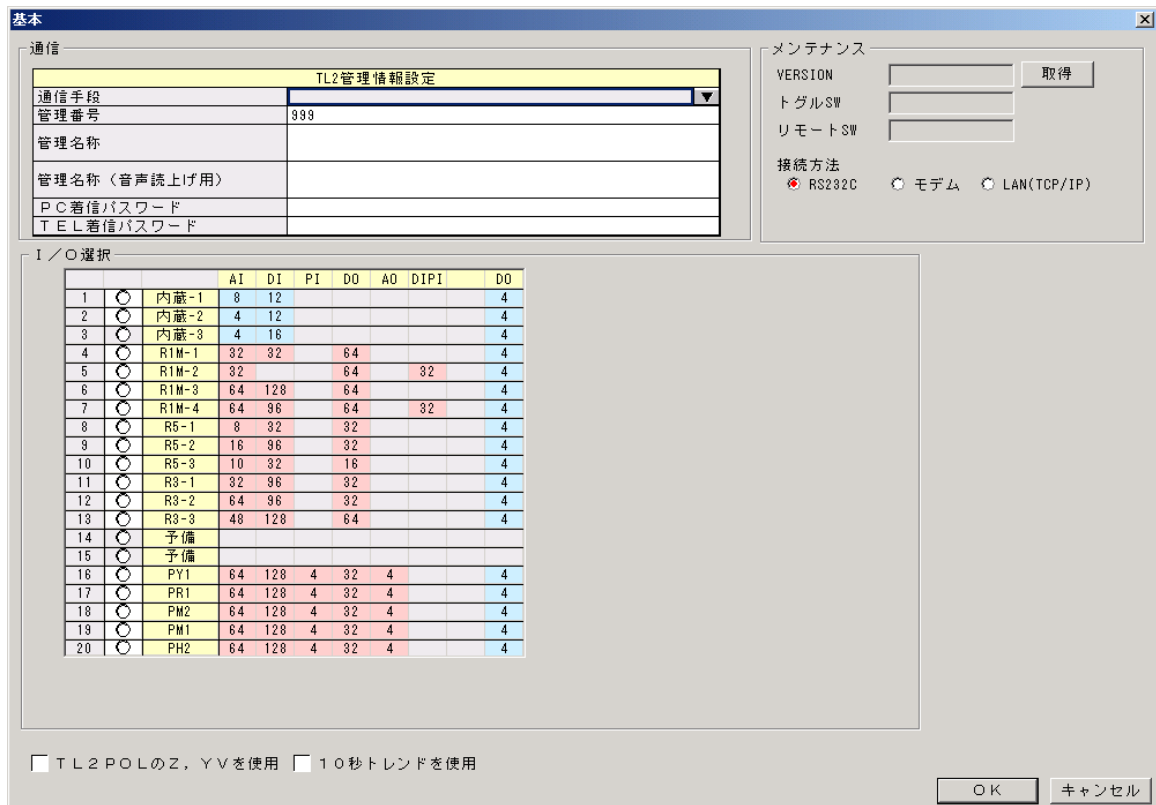 基本
通信
TL2管理情報設定
通信手段
管理番号 999
管理名称
管理名称（音声読上げ用）
ＰＣ着信パスワード
ＴＥＬ着信パスワード
メンテナンス
VERSION 取得
トグルSW
リモートSW
接続方法
RS232C モデム LAN(TCP/IP)
Ｉ／Ｏ選択
AI DI PI DO AO DIPI DO
1 内蔵-1 8 12 4
2 内蔵-2 4 12 4
3 内蔵-3 4 16 4
4 R1M-1 32 32 64 4
5 R1M-2 32 64 32 4
6 R1M-3 64 128 64 4
7 R1M-4 64 96 64 32 4
8 R5-1 8 32 32 4
9 R5-2 16 96 32 4
10 R5-3 10 32 16 4
11 R3-1 32 96 32 4
12 R3-2 64 96 32 4
13 R3-3 48 128 64 4
14 予備
15 予備
16 PY1 64 128 4 32 4 4
17 PR1 64 128 4 32 4 4
18 PM2 64 128 4 32 4 4
19 PM1 64 128 4 32 4 4
20 PH2 64 128 4 32 4 4
ＴＬ２ＰＯＬのＺ，ＹＶを使用 １０秒トレンドを使用
ＯＫ キャンセル